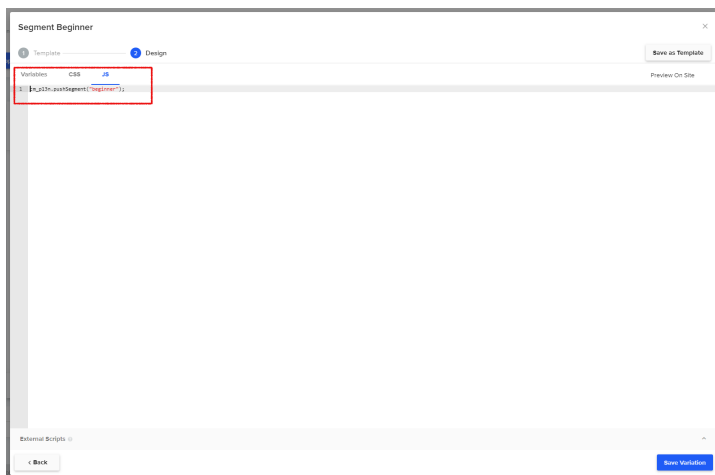 Segment Beginner
×
1 Template
2 Design
Save as Template
Variables CSS JS
Preview On Site
1 cm_p13n.pushSegment("beginner");
External Scripts
< Back
Save Variation